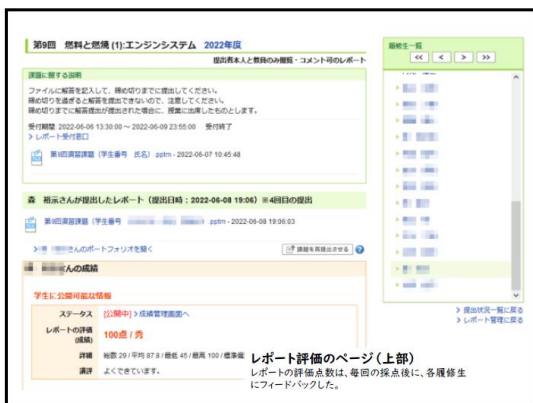 第9回 燃料と燃焼 (1):エンジンシステム 2022年度
提出者本人と教員のみ閲覧・コメント可のレポート
課題に関する説明
ファイルに解答を記入して、締め切りまでに提出してください。
締め切りを過ぎると解答を提出できないので、注意してください。
締め切りまでに解答提出が出された場合に、授業に出席したものとします。
受付期間 2022-06-06 13:30:00 ～ 2022-06-09 23:55:00 受付終了
> レポート受付窓口
第9回演習課題（学生番号 氏名）.pptm - 2022-06-07 10:45:48
さんが提出したレポート（提出日時：2022-06-08 19:06）※4回目の提出
第9回演習課題（学生番号 .pptm - 2022-06-08 19:06:03
さんのポートフォリオを開く
課題を再提出させる
さんの成績
学生に公開可能な情報
ステータス [公開中] > 成績管理画面へ
レポートの評価 (成績) 100点 / 秀
詳細 総数 29 / 平均 87.8 / 最低 45 / 最高 100 / 標準偏
講評 よくできています。
履修生一覧
<< < > >>
> 提出状況一覧に戻る
> レポート管理に戻る
レポート評価のページ（上部）
レポートの評価点数は、毎回の採点後に、各履修生
にフィードバックした。